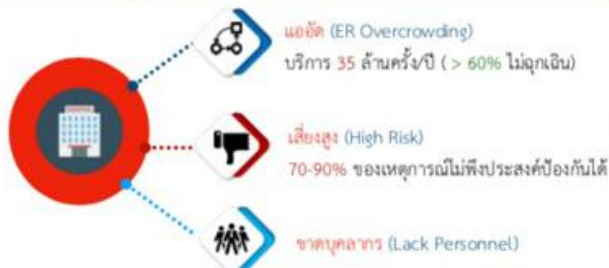 แออัด (ER Overcrowding)
บริการ 35 ล้านครั้ง/ปี ( > 60% ไม่ฉุกเฉิน)
เสี่ยงสูง (High Risk)
70-90% ของเหตุการณ์ไม่พึงประสงค์ป้องกันได้
ขาดบุคลากร (Lack Personnel)